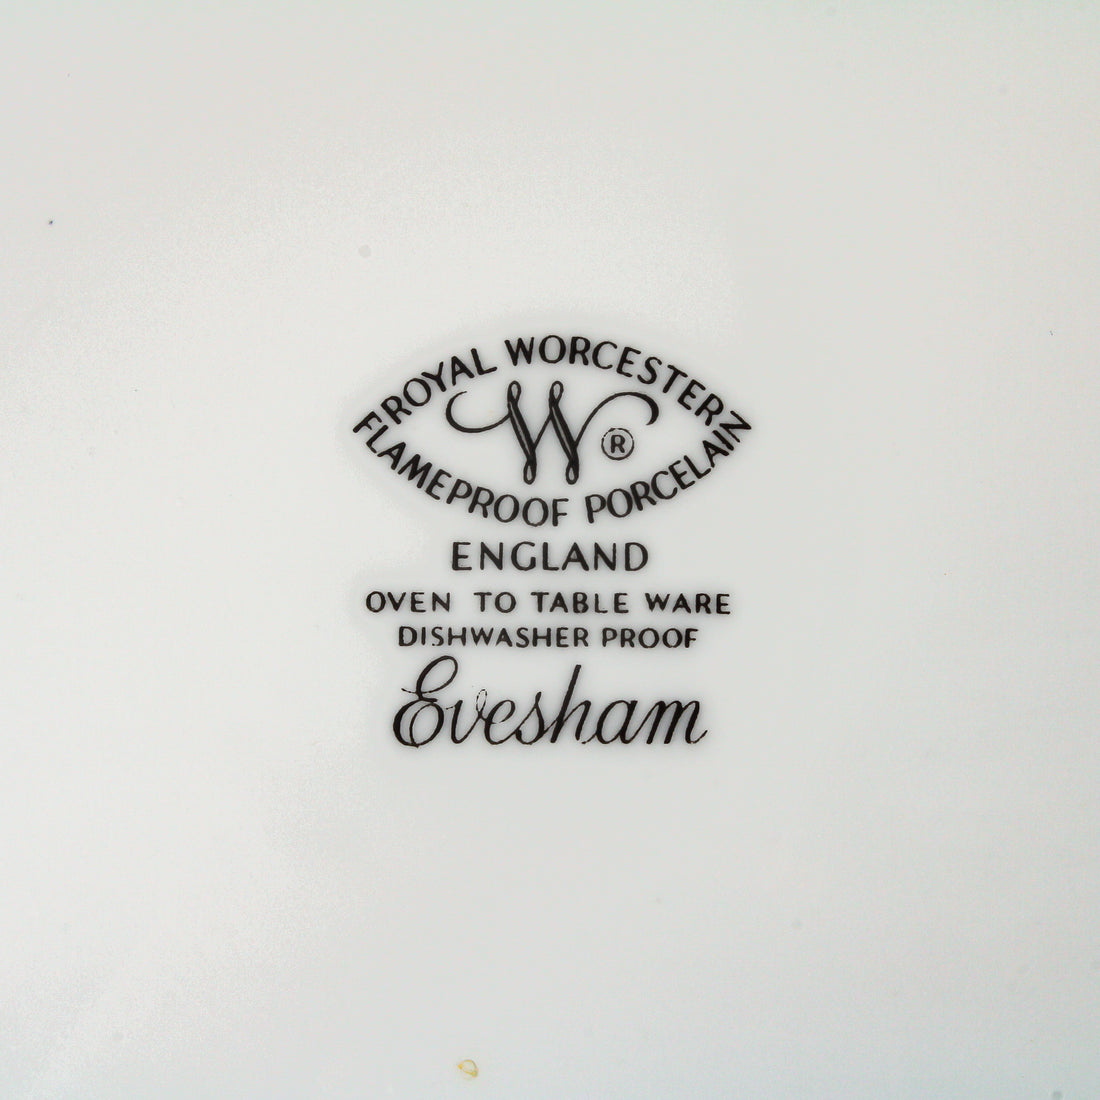 ROYAL WORCESTER
W ®
FLAMEPROOF PORCELAIN
ENGLAND
OVEN TO TABLE WARE
DISHWASHER PROOF
Evesham